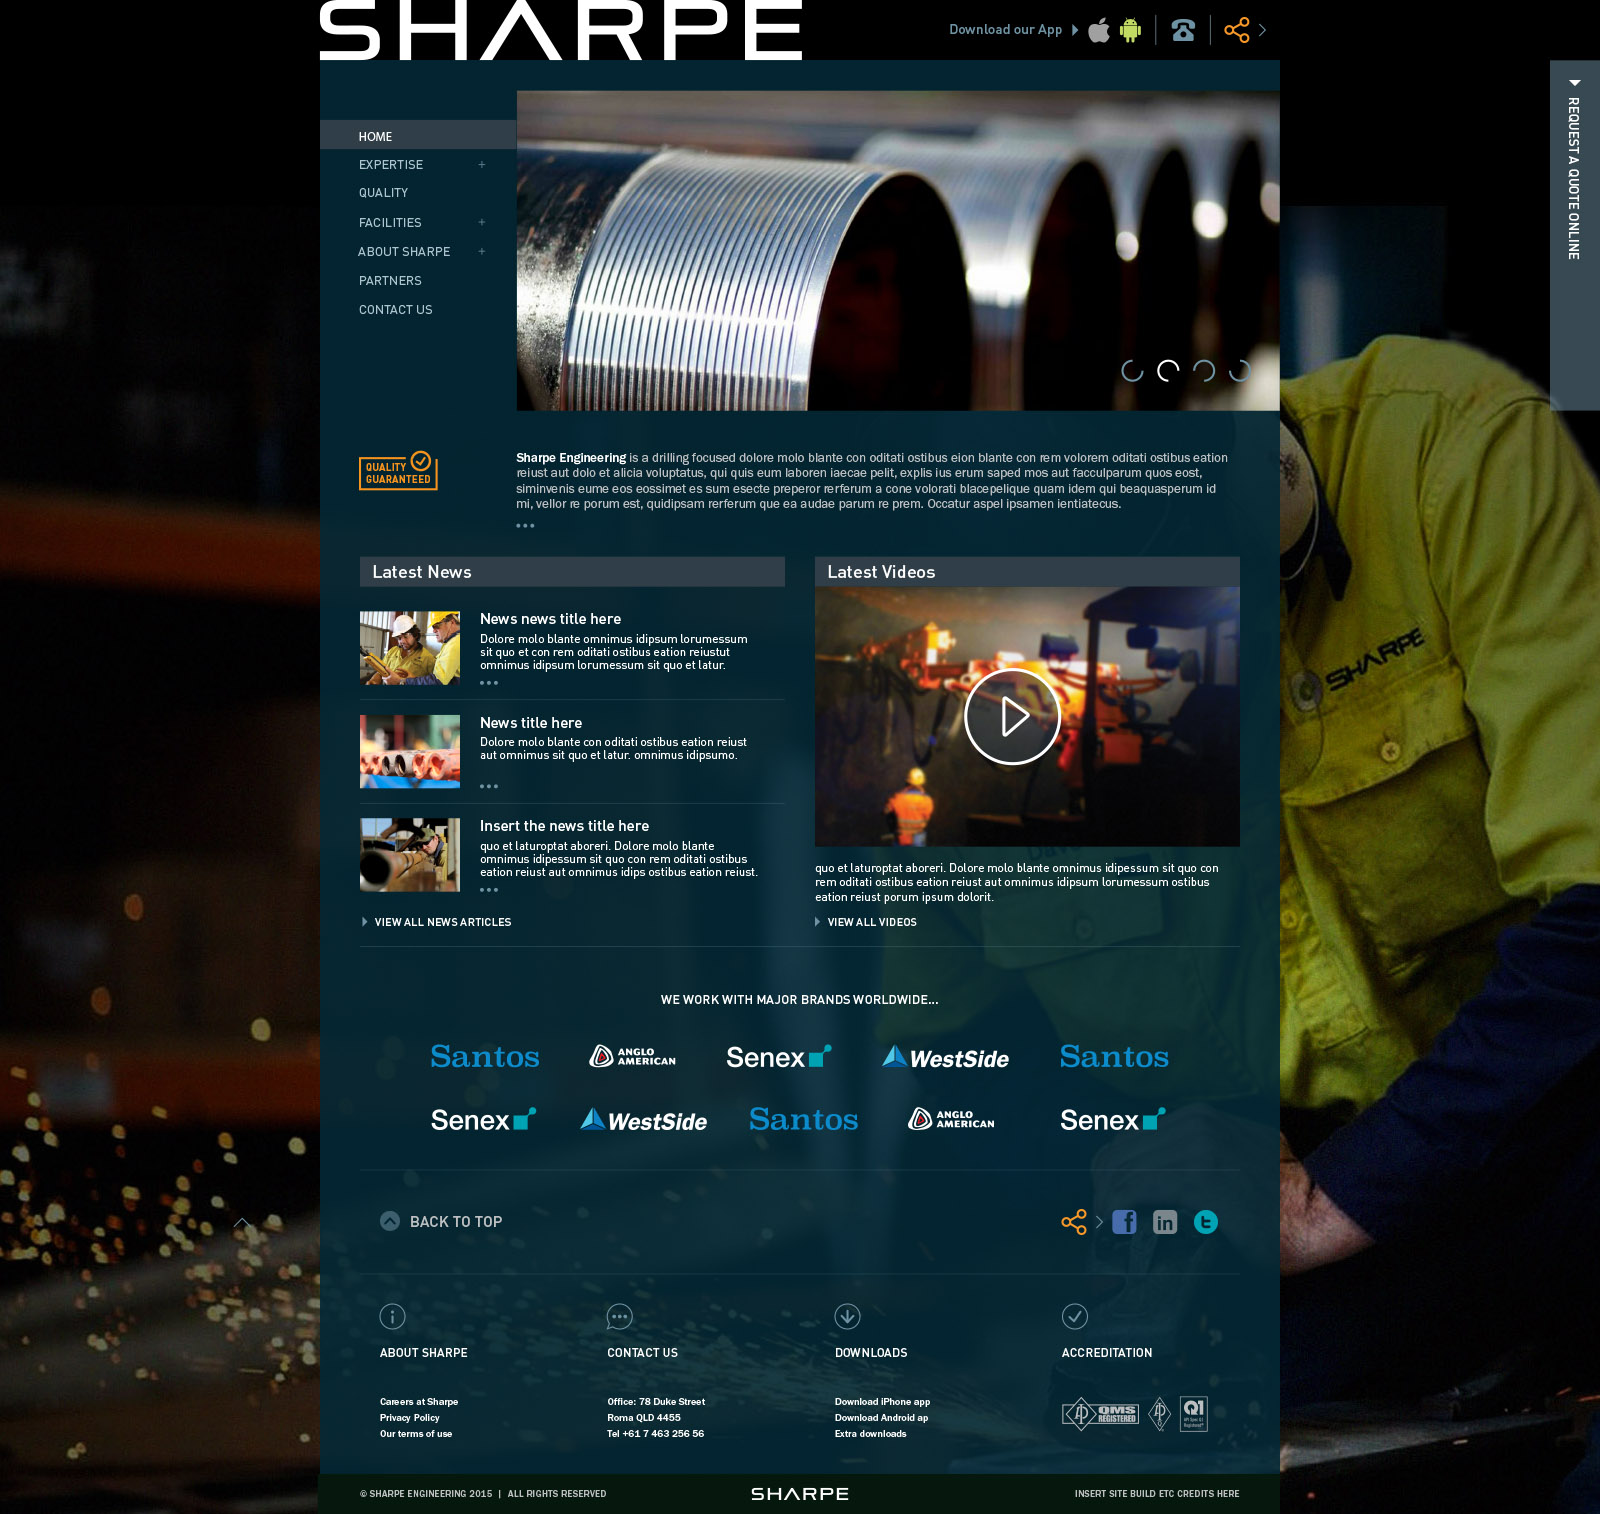 SHARPE
Download our App
REQUEST A QUOTE ONLINE
HOME
EXPERTISE +
QUALITY
FACILITIES +
ABOUT SHARPE +
PARTNERS
CONTACT US
QUALITY
GUARANTEED
Sharpe Engineering is a drilling focused dolore molo blante con oditati ostibus eion blante con rem volorem oditati ostibus eation
reiust aut dolo et alicia voluptatus, qui quis eum laboren iaecae pelit, explis ius erum saped mos aut facculparum quos eost,
siminvenis eume eos eossimet es sum esecte preperor rerferum a cone volorati blacepelique quam idem qui beaquasperum id
mi, vellor re porum est, quidipsam rerferum que ea audae parum re prem. Occatur aspel ipsamen ientiatecus.
Latest News
News news title here
Dolore molo blante omnimus idipsum lorumessum
sit quo et con rem oditati ostibus eation reiustut
omnimus idipsum lorumessum sit quo et latur.
News title here
Dolore molo blante con oditati ostibus eation reiust
aut omnimus sit quo et latur. omnimus idipsumo.
Insert the news title here
quo et laturoptat aboreri. Dolore molo blante
omnimus idipessum sit quo con rem oditati ostibus
eation reiust aut omnimus idips ostibus eation reiust.
VIEW ALL NEWS ARTICLES
Latest Videos
quo et laturoptat aboreri. Dolore molo blante omnimus idipessum sit quo con
rem oditati ostibus eation reiust aut omnimus idipsum lorumessum ostibus
eation reiust porum ipsum dolorit.
VIEW ALL VIDEOS
SHARPE
WE WORK WITH MAJOR BRANDS WORLDWIDE...
Santos
ANGLO
AMERICAN
Senex
WestSide
Santos
Senex
WestSide
Santos
ANGLO
AMERICAN
Senex
BACK TO TOP
f
in
t
ABOUT SHARPE
Careers at Sharpe
Privacy Policy
Our terms of use
CONTACT US
Office: 78 Duke Street
Roma QLD 4455
Tel +61 7 463 256 56
DOWNLOADS
Download iPhone app
Download Android ap
Extra downloads
ACCREDITATION
QMS
REGISTERED
Q1
© SHARPE ENGINEERING 2015 | ALL RIGHTS RESERVED
SHARPE
INSERT SITE BUILD ETC CREDITS HERE